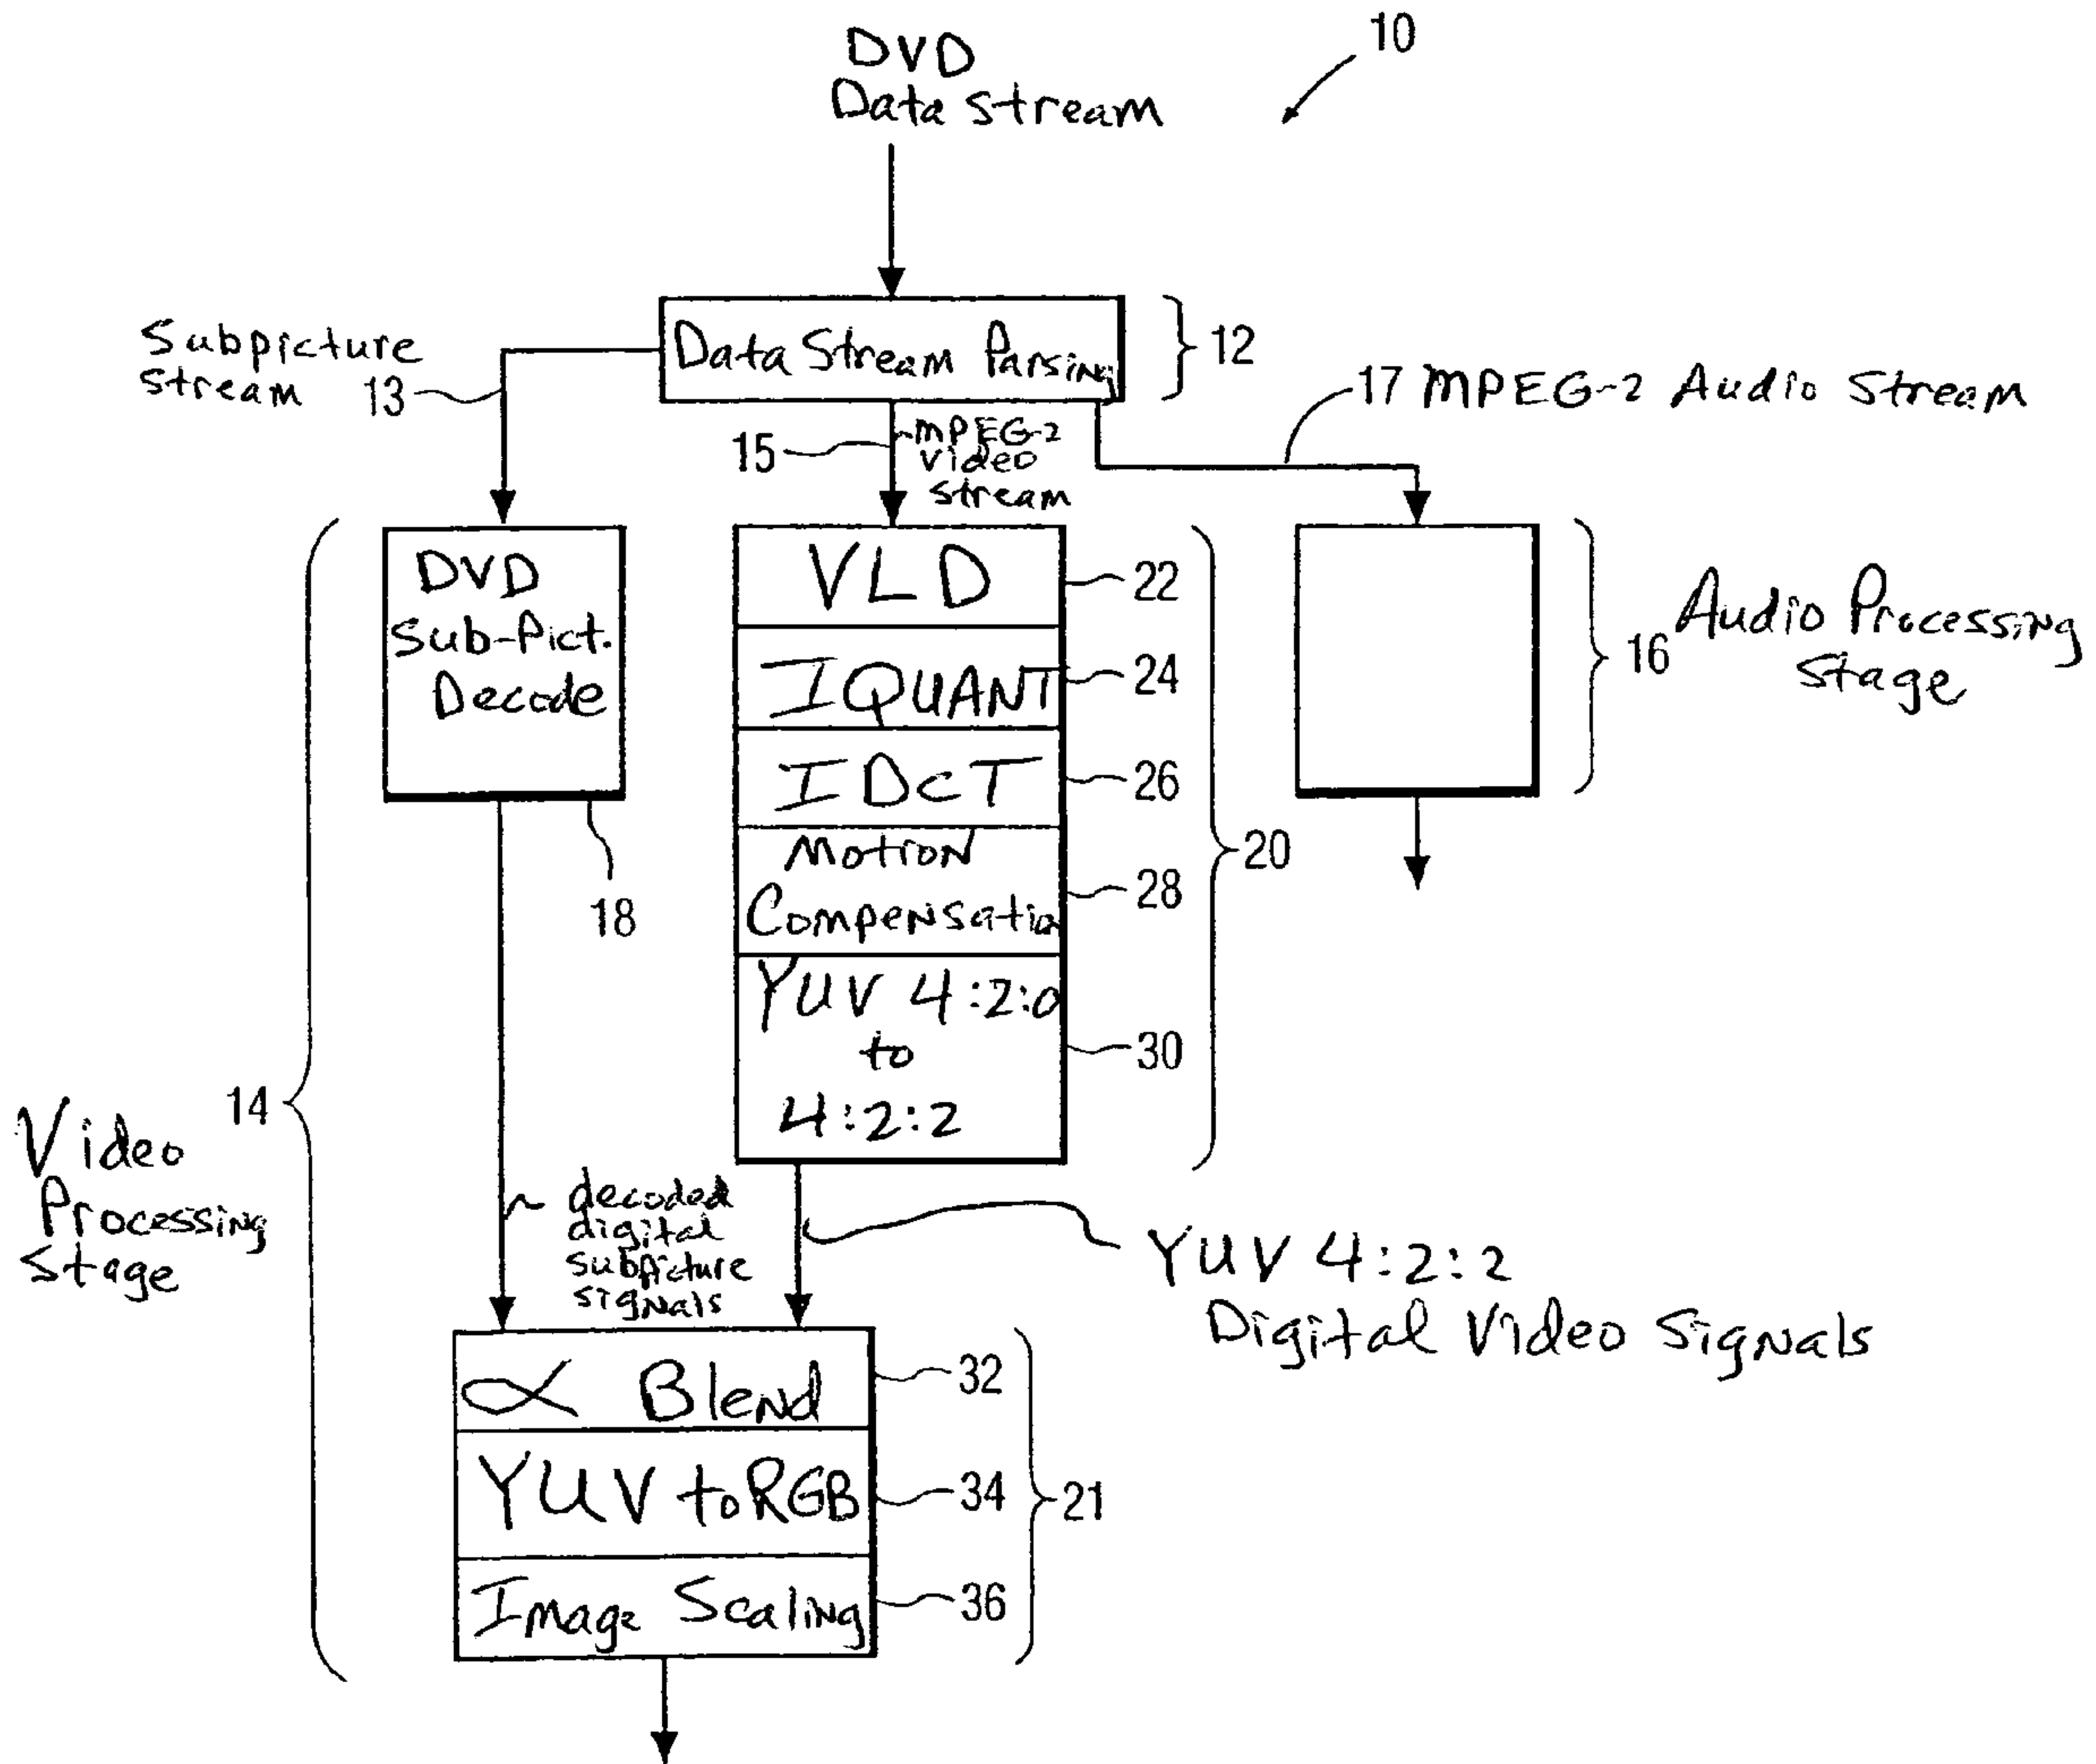 DVD
Data Stream
10
Data Stream Parsing
12
Subpicture
stream 13
17 MPEG-2 Audio Stream
15
MPEG-2
video
stream
DVD
Sub-Pict.
Decode
18
VLD
22
IQUANT
24
IDCT
26
Motion
Compensation
28
YUV 4:2:0
to
4:2:2
30
20
16
Audio Processing
Stage
14
Video
Processing
Stage
decoded
digital
subpicture
signals
YUV 4:2:2
Digital Video Signals
∝ Blend
32
YUV to RGB
34
Image Scaling
36
21